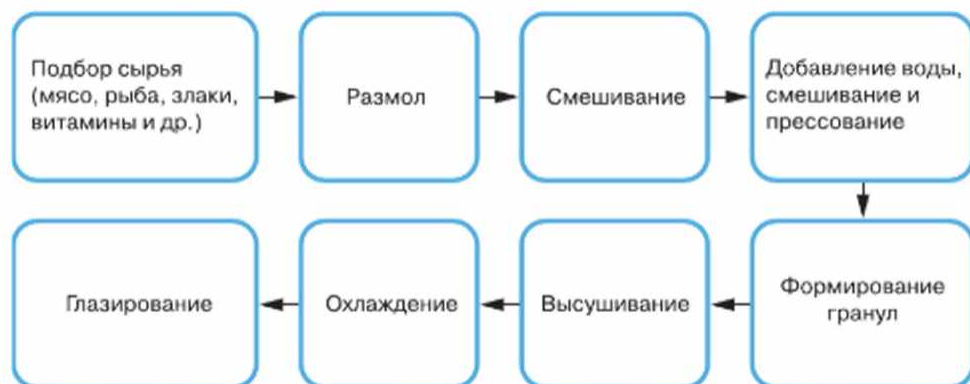 Подбор сырья
(мясо, рыба, злаки,
витамины и др.)
Размол
Смешивание
Добавление воды,
смешивание и
прессование
Формирование
гранул
Высушивание
Охлаждение
Глазирование